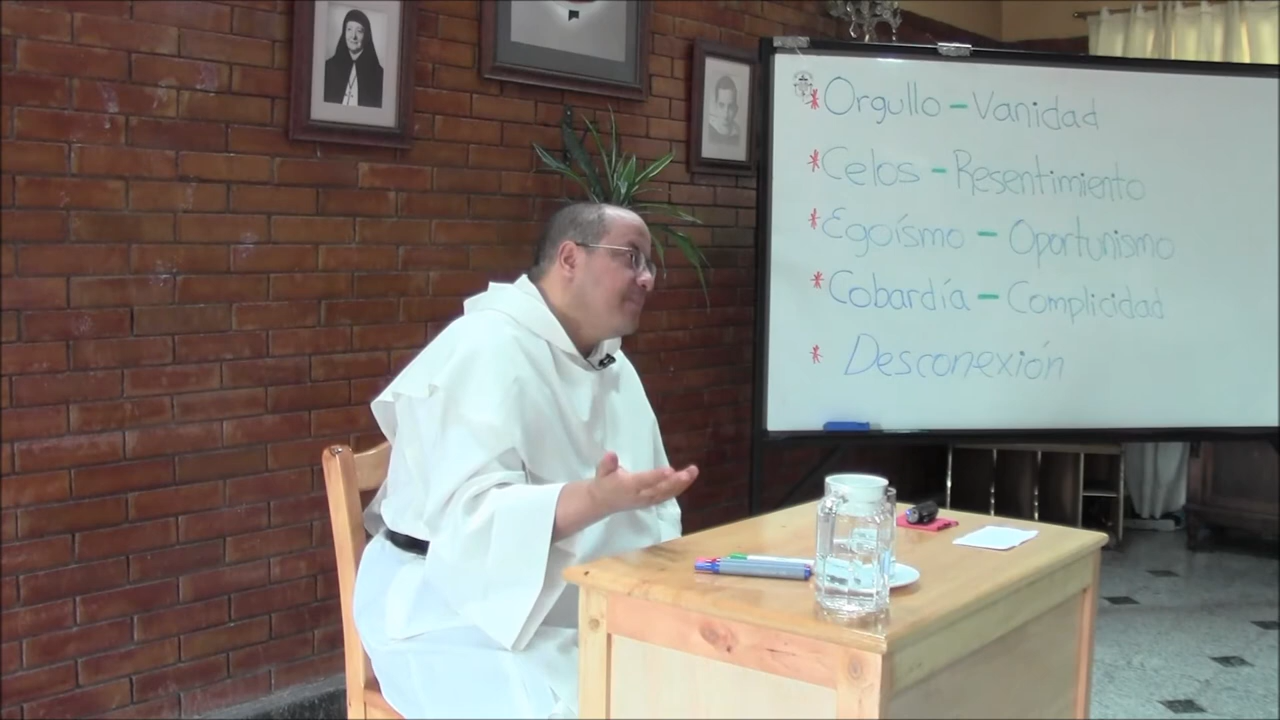 * Orgullo - Vanidad
* Celos - Resentimiento
* Egoísmo - Oportunismo
* Cobardía - Complicidad
* Desconexión